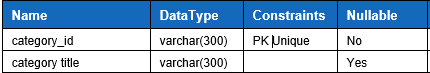 Name DataType Constraints Nullable
category_id varchar(300) PK Unique No
category title varchar(300) Yes